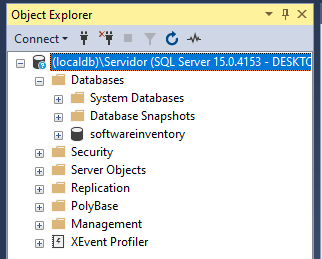 Object Explorer
Connect
(localdb)\Servidor (SQL Server 15.0.4153 - DESKTO
Databases
System Databases
Database Snapshots
softwareinventory
Security
Server Objects
Replication
PolyBase
Management
XEvent Profiler